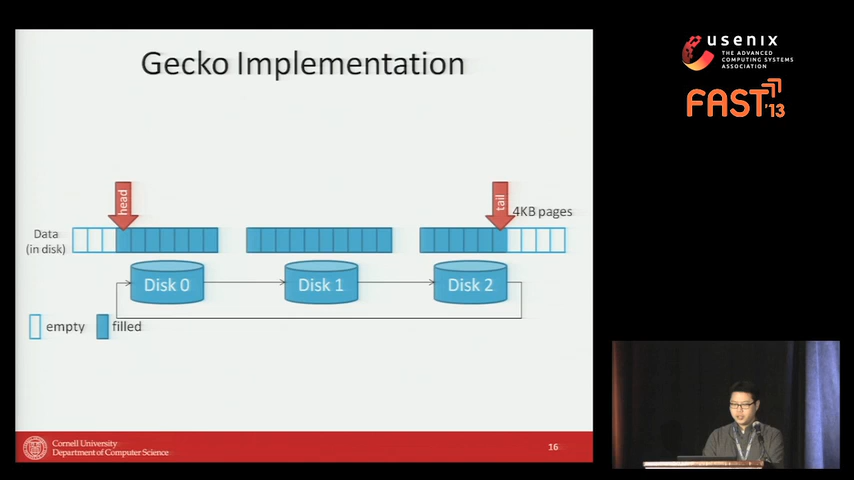 Gecko Implementation
usenix
THE ADVANCED
COMPUTING SYSTEMS
ASSOCIATION
FAST'13
head
tail
4KB pages
Data
(in disk)
Disk 0
Disk 1
Disk 2
empty
filled
Cornell University
Department of Computer Science
16